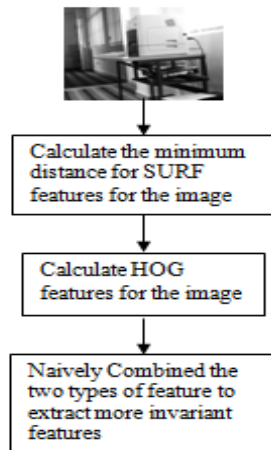 Calculate the minimum
distance for SURF
features for the image
Calculate HOG
features for the image
Naively Combined the
two types of feature to
extract more invariant
features